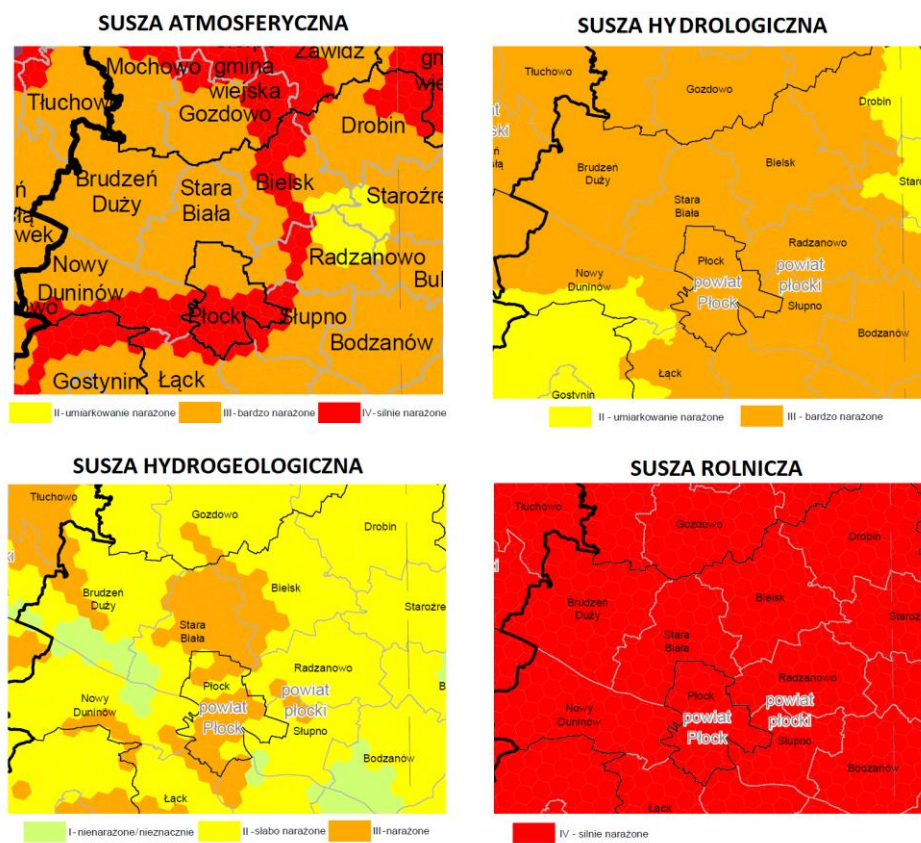 SUSZA ATMOSFERYCZNA
Mochowo
gmina
wiejska
Zawidz
Tłuchowo
Gozdowo
Drobin
Brudzeń
Duży
Stara
Biała
Bielsk
Staroźre
Radzanowo
Nowy
Duninów
Płock
Słupno
Bodzanów
Gostynin
Łąck
II-umiarkowanie narażone
III-bardzo narażone
IV-silnie narażone
SUSZA HYDROLOGICZNA
Tłuchowo
Gozdowo
Drobin
Brudzeń
Duży
Bielsk
Stara
Biała
Radzanowo
Płock
powiat
płocki
powiat
Płock
Nowy
Duninów
Słupno
Bodzanów
Łąck
Gostynin
II - umiarkowanie narażone
III - bardzo narażone
SUSZA HYDROGEOLOGICZNA
Tłuchowo
Gozdowo
Drobin
Brudzeń
Duży
Bielsk
Stara
Biała
Staroźre
Radzanowo
Płock
powiat
płocki
Nowy
Duninów
powiat
Płock
Słupno
Bodzanów
Łąck
I-nienarażone/nieznacznie
II-słabo narażone
III-narażone
SUSZA ROLNICZA
Tłuchowo
Gozdowo
Drobin
Brudzeń
Duży
Bielsk
Stara
Biała
Radzanowo
Płock
powiat
płocki
Nowy
Duninów
powiat
Płock
Słupno
Bodzanów
Łąck
IV - silnie narażone